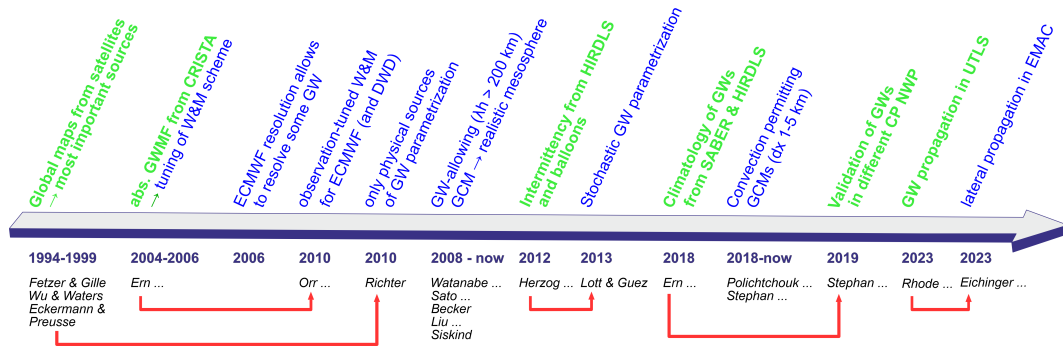 Global maps from satellites
→ most important sources
abs. GWMF from CRISTA
→ tuning of W&M scheme
ECMWF resolution allows
to resolve some GW
observation-tuned W&M
for ECMWF (and DWD)
only physical sources
of GW parametrization
GW-allowing (λh > 200 km)
GCM → realistic mesosphere
Intermittency from HIRDLS
and balloons
Stochastic GW parametrization
Climatology of GWs
from SABER & HIRDLS
Convection permitting
GCMs (dx 1-5 km)
Validation of GWs
in different CP NWP
GW propagation in UTLS
lateral propagation in EMAC
1994-1999
2004-2006
2006
2010
2010
2008 - now
2012
2013
2018
2018-now
2019
2023
2023
Fetzer & Gille
Wu & Waters
Eckermann &
Preusse
Ern ...
Orr ...
Richter
Watanabe ...
Sato ...
Becker
Liu ...
Siskind
Herzog ...
Lott & Guez
Ern ...
Polichtchouk ...
Stephan ...
Stephan ...
Rhode ...
Eichinger ...